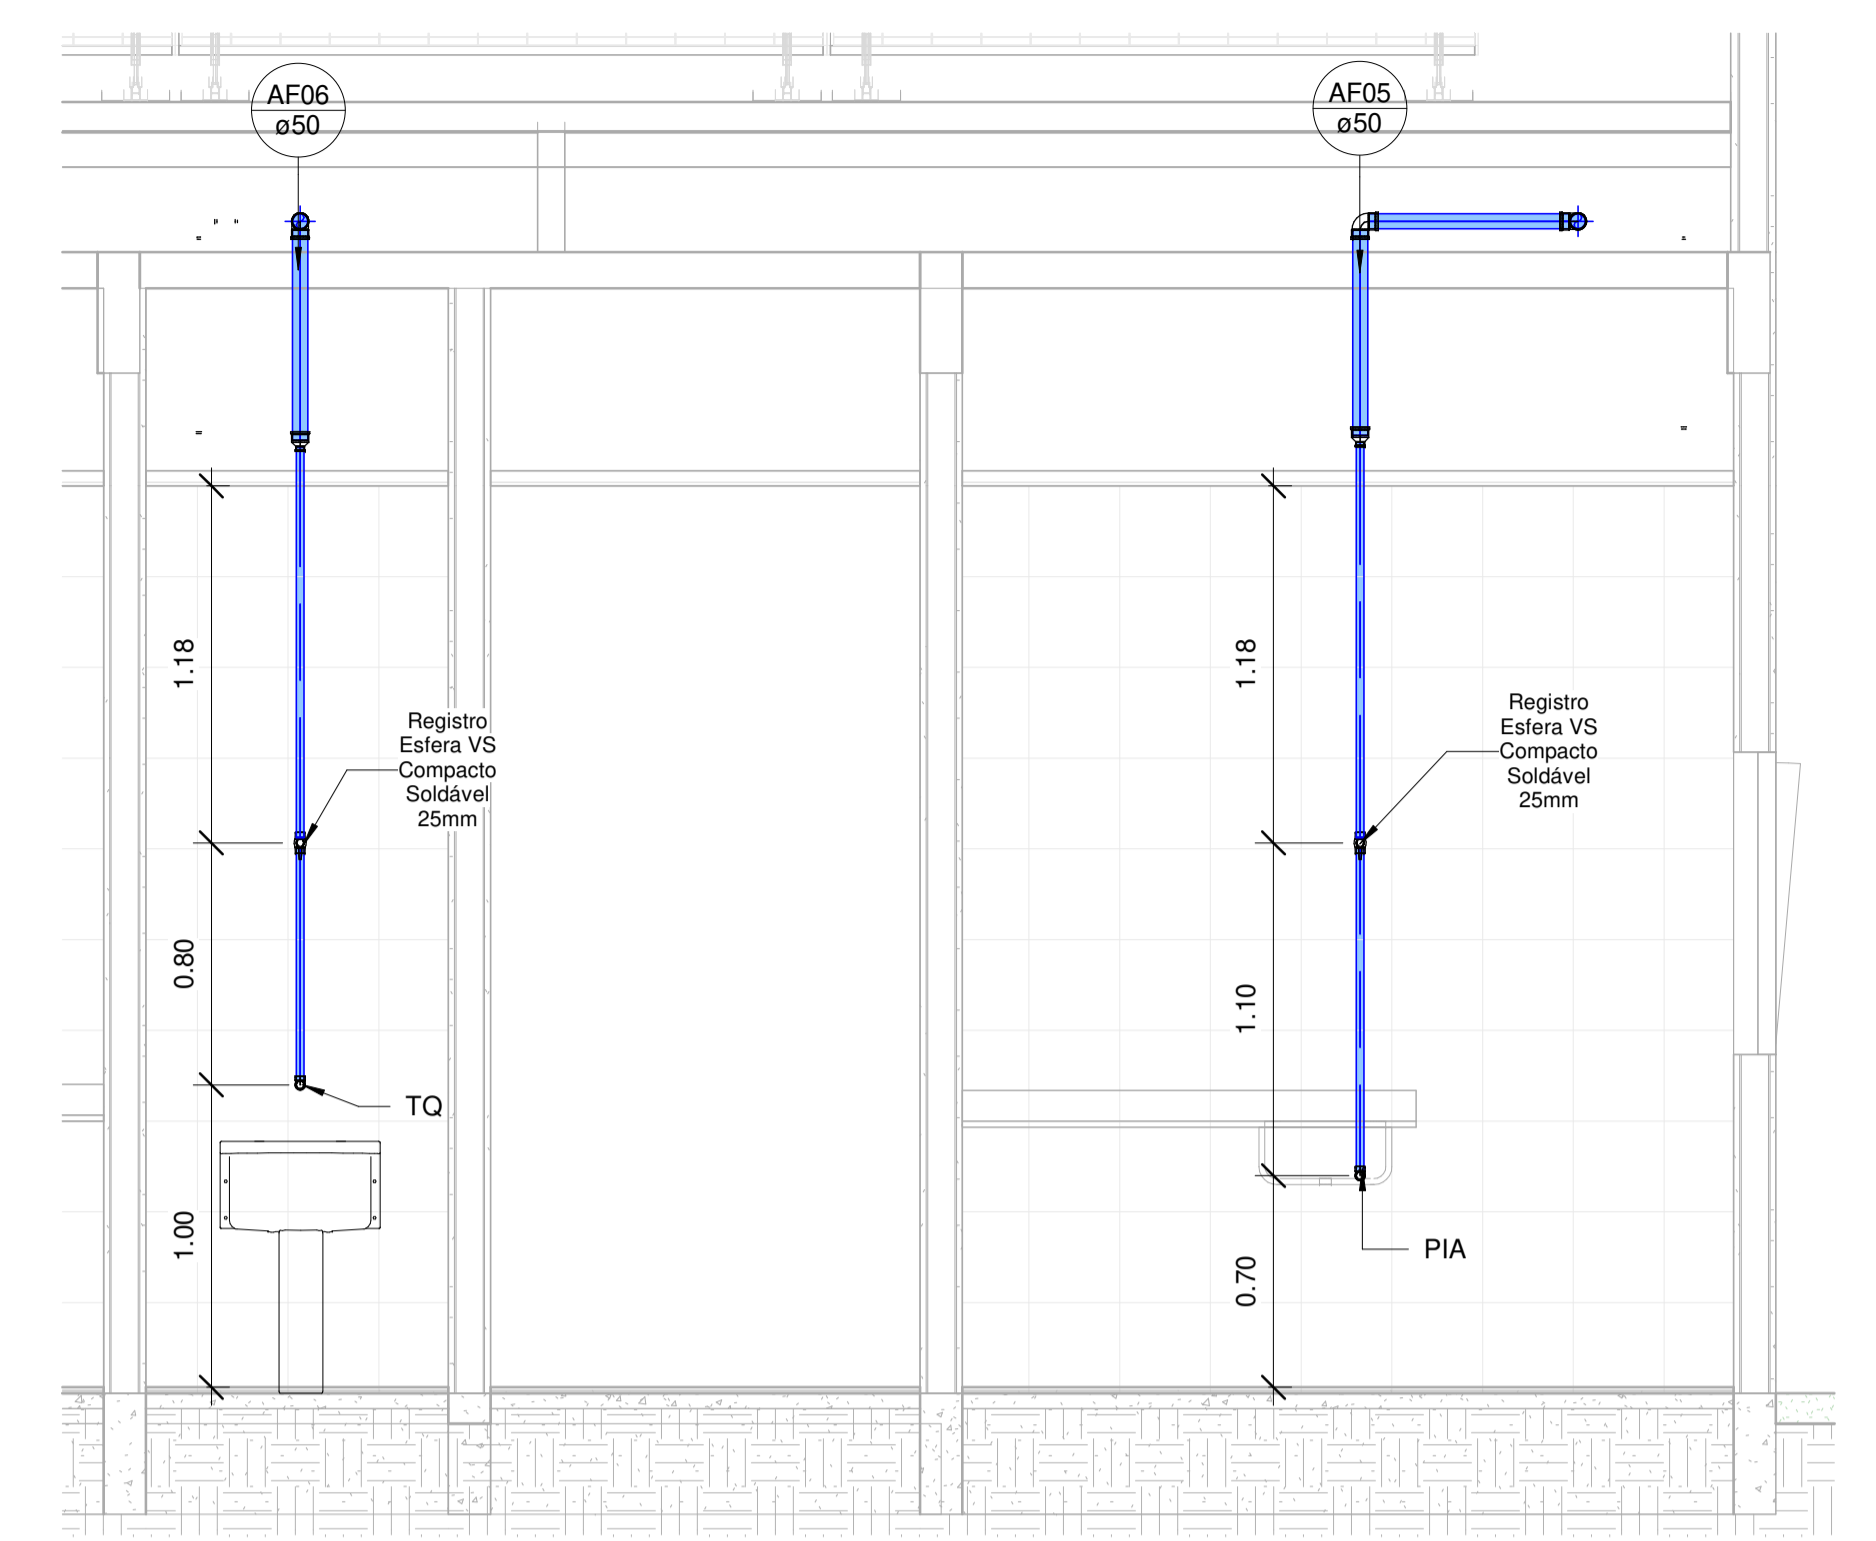 AF06
ø50
AF05
ø50
1.18
Registro
Esfera VS
Compacto
Soldável
25mm
0.80
TQ
1.00
1.18
Registro
Esfera VS
Compacto
Soldável
25mm
1.10
PIA
0.70